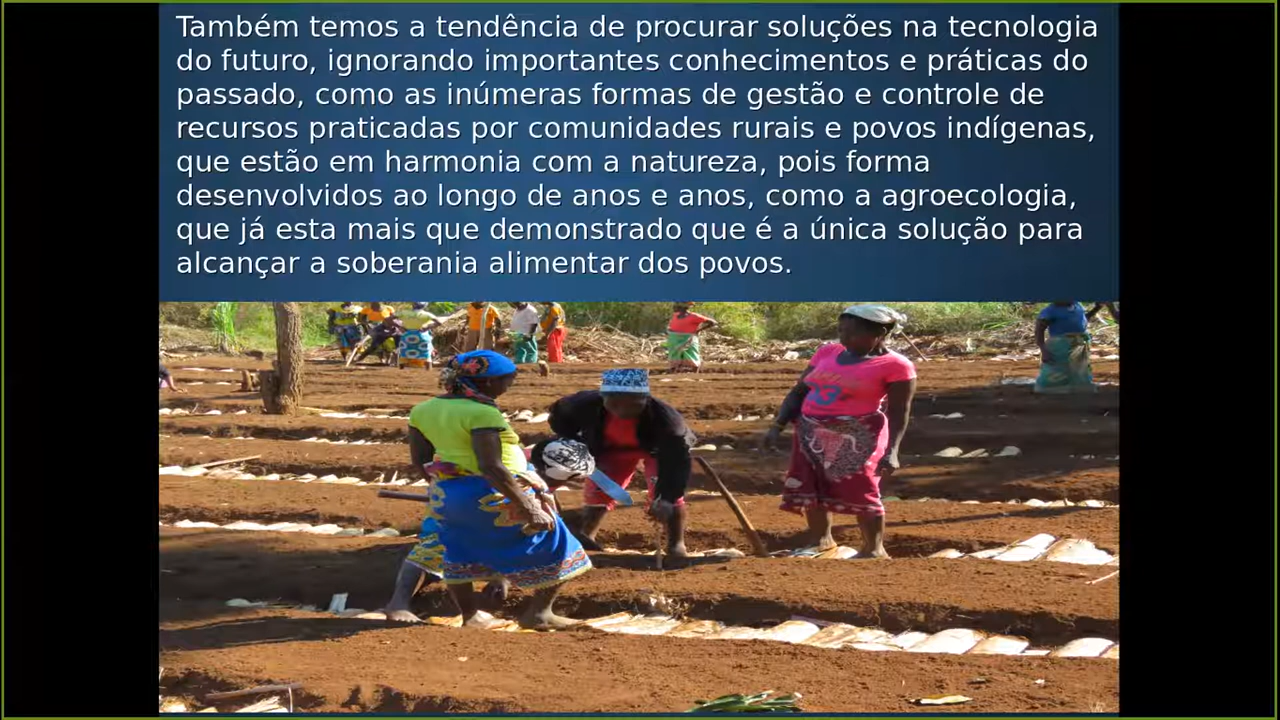 Também temos a tendência de procurar soluções na tecnologia
do futuro, ignorando importantes conhecimentos e práticas do
passado, como as inúmeras formas de gestão e controle de
recursos praticadas por comunidades rurais e povos indígenas,
que estão em harmonia com a natureza, pois forma
desenvolvidos ao longo de anos e anos, como a agroecologia,
que já esta mais que demonstrado que é a única solução para
alcançar a soberania alimentar dos povos.